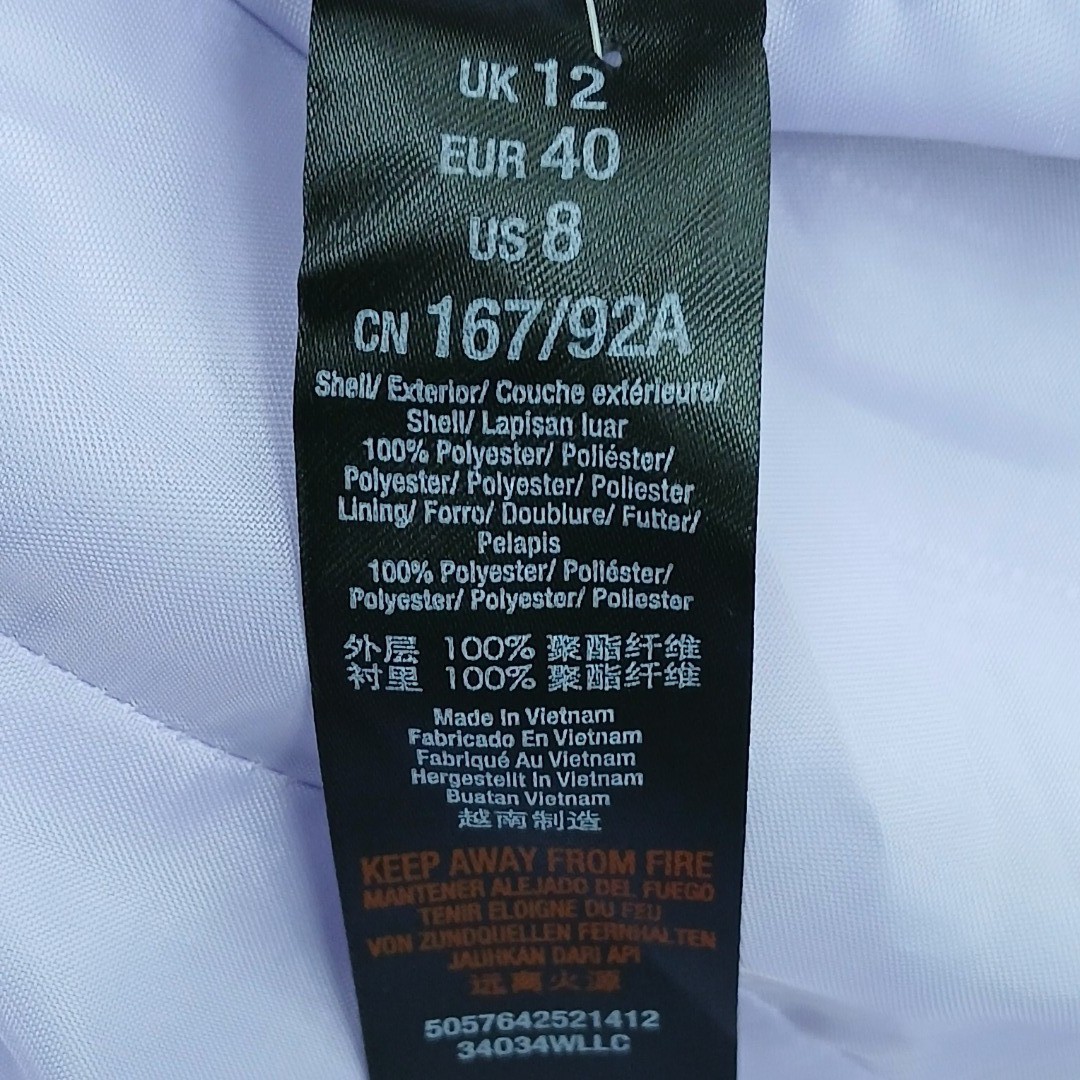 UK 12
EUR 40
US 8
CN 167/92A
Shell/ Exterior/ Couche extérieure/
Shell/ Lapisan luar
100% Polyester/ Poliéster/
Polyester/ Polyester/ Poliester
Lining/ Forro/ Doublure/ Futter/
Pelapis
100% Polyester/ Poliéster/
Polyester/ Polyester/ Poliester
外层 100% 聚酯纤维
衬里 100% 聚酯纤维
Made In Vietnam
Fabricado En Vietnam
Fabriqué Au Vietnam
Hergestellt In Vietnam
Buatan Vietnam
越南制造
KEEP AWAY FROM FIRE
MANTENER ALEJADO DEL FUEGO
TENIR ELOIGNE DU FEU
VON ZUNDQUELLEN FERNHALTEN
JAUHKAN DARI API
远离火源
5057642521412
34034WLLC